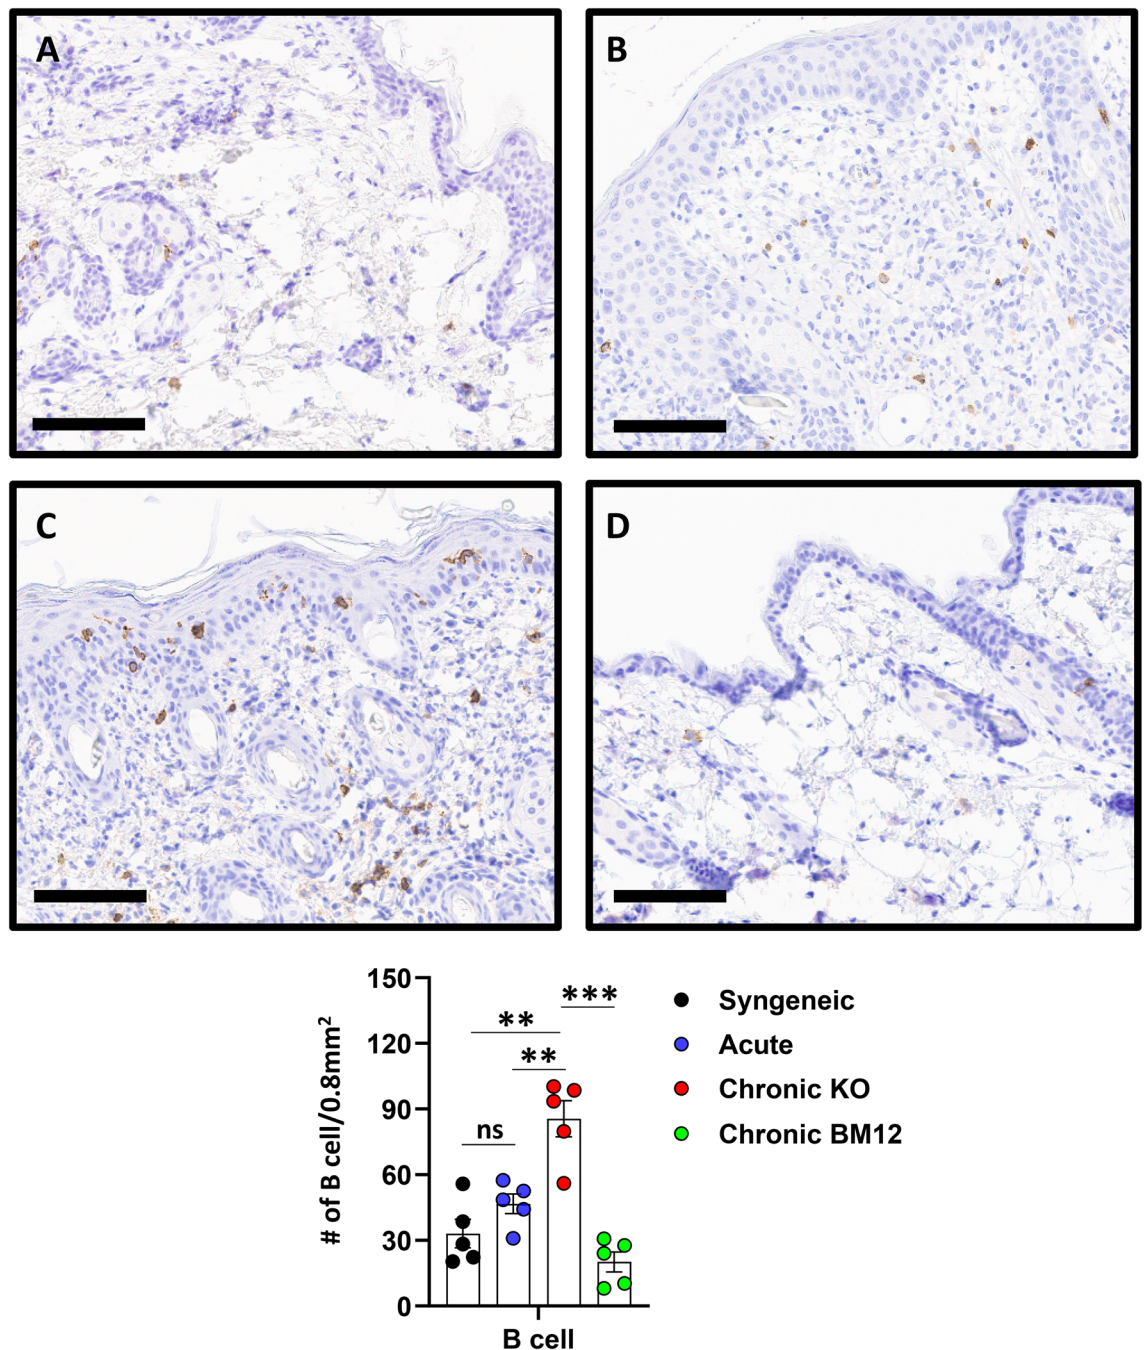 A
B
C
D
150
120
90
60
30
0
# of B cell/0.8mm²
ns
**
**
***
B cell
Syngeneic
Acute
Chronic KO
Chronic BM12